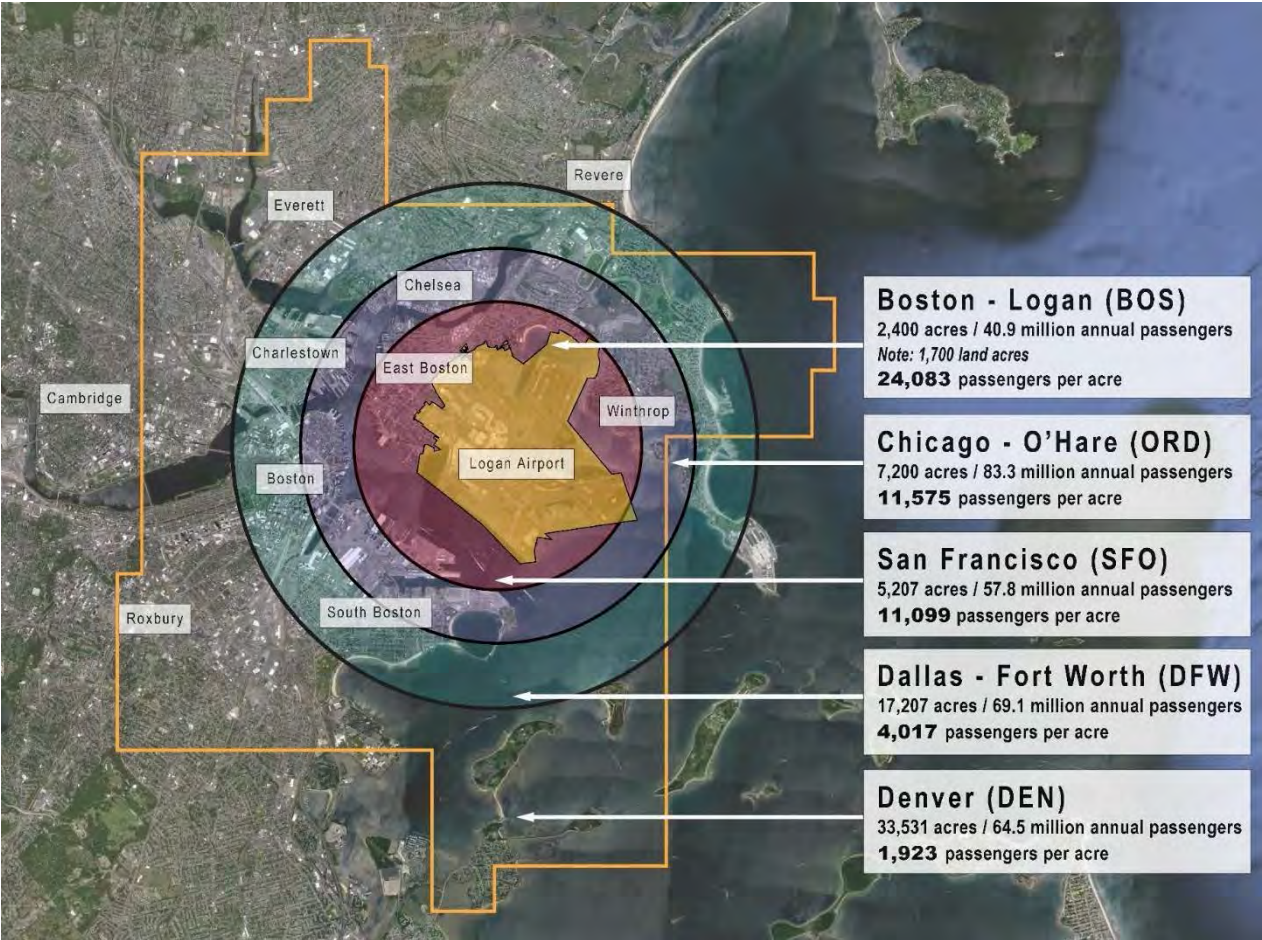 Revere
Everett
Chelsea
Charlestown
East Boston
Cambridge
Winthrop
Logan Airport
Boston
South Boston
Roxbury
Boston - Logan (BOS)
2,400 acres / 40.9 million annual passengers
Note: 1,700 land acres
24,083 passengers per acre
Chicago - O'Hare (ORD)
7,200 acres / 83.3 million annual passengers
11,575 passengers per acre
San Francisco (SFO)
5,207 acres / 57.8 million annual passengers
11,099 passengers per acre
Dallas - Fort Worth (DFW)
17,207 acres / 69.1 million annual passengers
4,017 passengers per acre
Denver (DEN)
33,531 acres / 64.5 million annual passengers
1,923 passengers per acre